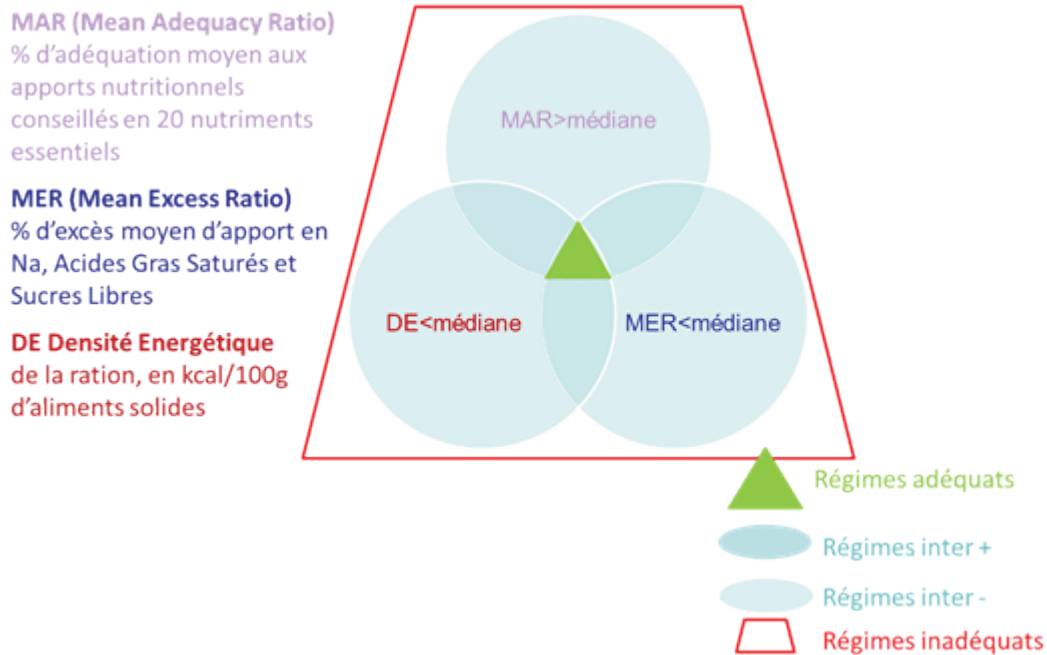 MAR (Mean Adequacy Ratio)
% d'adéquation moyen aux
apports nutritionnels
conseillés en 20 nutriments
essentiels
MER (Mean Excess Ratio)
% d'excès moyen d'apport en
Na, Acides Gras Saturés et
Sucres Libres
DE Densité Energétique
de la ration, en kcal/100g
d'aliments solides
MAR>médiane
DE<médiane
MER<médiane
Régimes adéquats
Régimes inter +
Régimes inter -
Régimes inadéquats